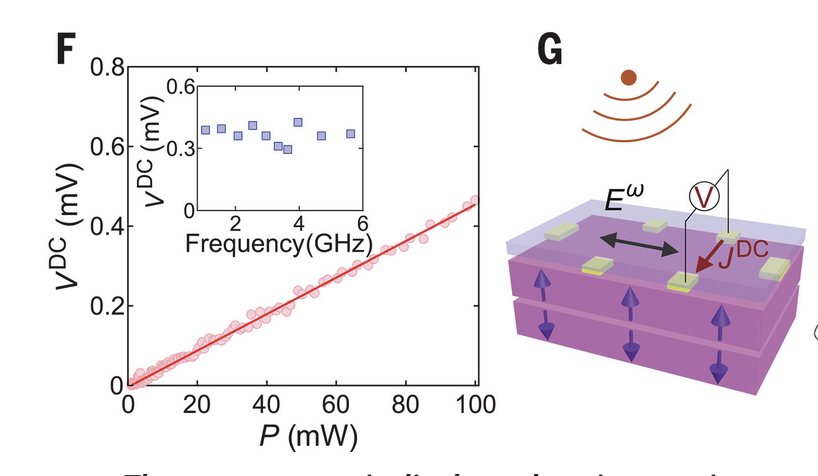 F
G
0.8
0.6
0.4
0.2
0
V^DC (mV)
0.6
0.3
0
V^DC (mV)
2 4 6
Frequency(GHz)
0 20 40 60 80 100
P (mW)
E^ω
V
J^DC